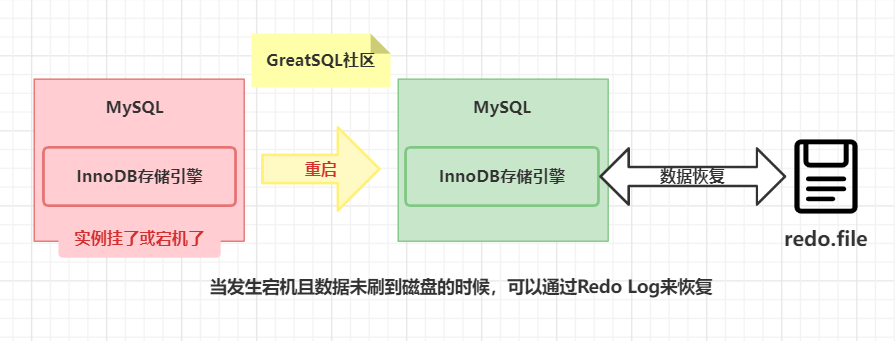 GreatSQL社区
MySQL
InnoDB存储引擎
实例挂了或宕机了
重启
MySQL
InnoDB存储引擎
数据恢复
redo.file
当发生宕机且数据未刷到磁盘的时候，可以通过Redo Log来恢复